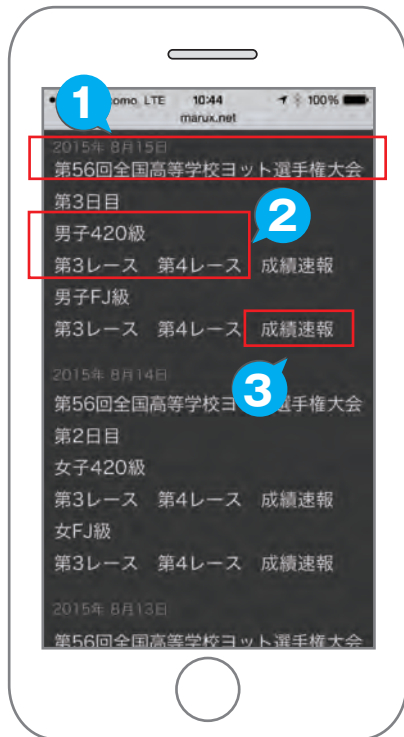 1 omo LTE 10:44 100%
marux.net
2015年 8月15日
第56回全国高等学校ヨット選手権大会
第3日目
男子420級
2
第3レース 第4レース 成績速報
男子FJ級
第3レース 第4レース 成績速報
2015年 8月14日
3
第56回全国高等学校ヨ 選手権大会
第2日目
女子420級
第3レース 第4レース 成績速報
女FJ級
第3レース 第4レース 成績速報
2015年 8月13日
第56回全国高等学校ヨット選手権大会